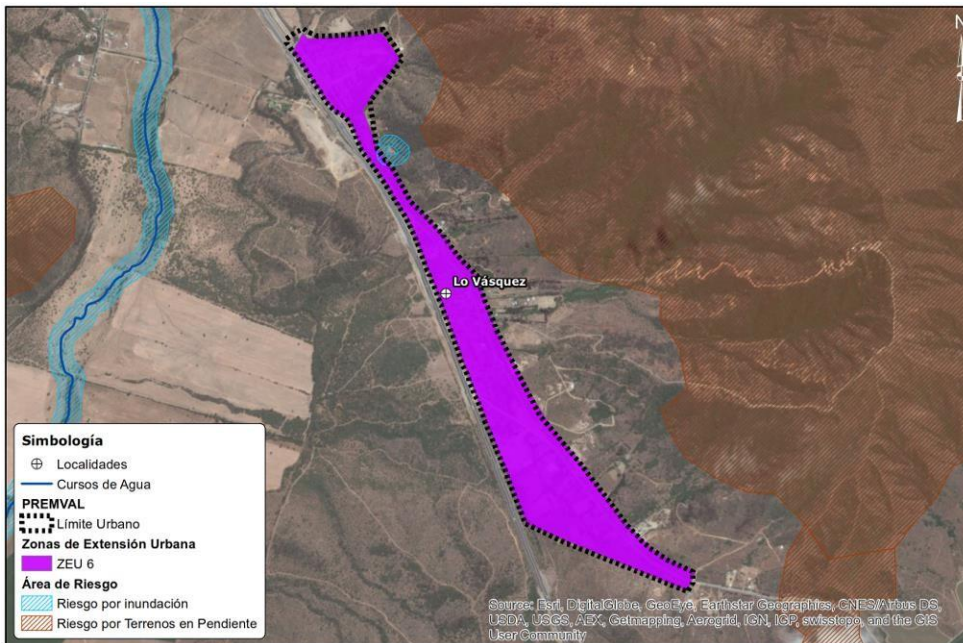 N
Lo Vásquez
Simbología
Localidades
Cursos de Agua
PREMVAL
Límite Urbano
Zonas de Extensión Urbana
ZEU 6
Área de Riesgo
Riesgo por inundación
Riesgo por Terrenos en Pendiente
Source: Esri, DigitalGlobe, GeoEye, Earthstar Geographics, CNES/Airbus DS,
USDA, USGS, AEX, Getmapping, Aerogrid, IGN, IGP, swisstopo, and the GIS
User Community